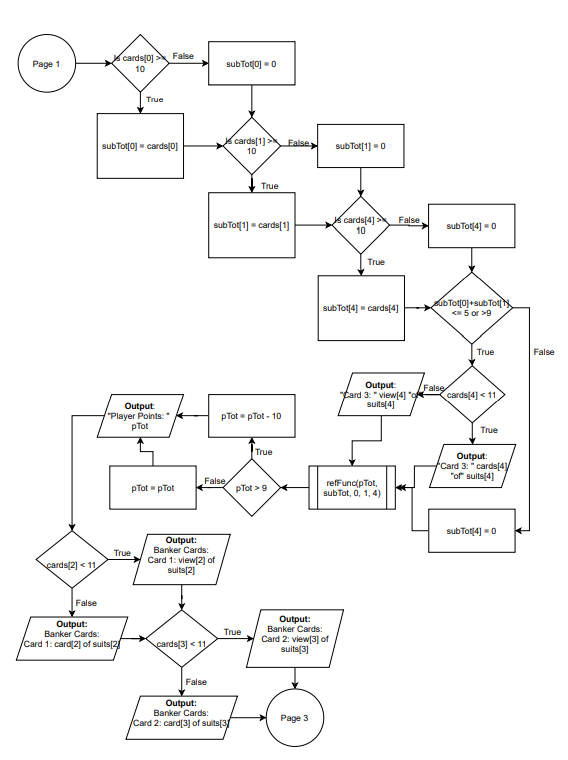 Page 1
Is cards[0] >=
10
False
subTot[0] = 0
True
subTot[0] = cards[0]
Is cards[1] >=
10
False
subTot[1] = 0
True
subTot[1] = cards[1]
Is cards[4] >=
10
False
subTot[4] = 0
True
subTot[4] = cards[4]
subTot[0]+subTot[1]
<= 5 or >9
False
True
cards[4] < 11
False
Output:
"Card 3: " view[4] "of"
suits[4]
True
Output:
"Card 3: " cards[4]
"of" suits[4]
subTot[4] = 0
refFunc(pTot,
subTot, 0, 1, 4)
pTot > 9
True
pTot = pTot - 10
False
pTot = pTot
Output:
"Player Points: "
pTot
cards[2] < 11
True
Output:
Banker Cards:
Card 1: view[2] of
suits[2]
False
Output:
Banker Cards:
Card 1: card[2] of suits[2]
cards[3] < 11
True
Output:
Banker Cards:
Card 2: view[3] of
suits[3]
False
Output:
Banker Cards:
Card 2: card[3] of suits[3]
Page 3